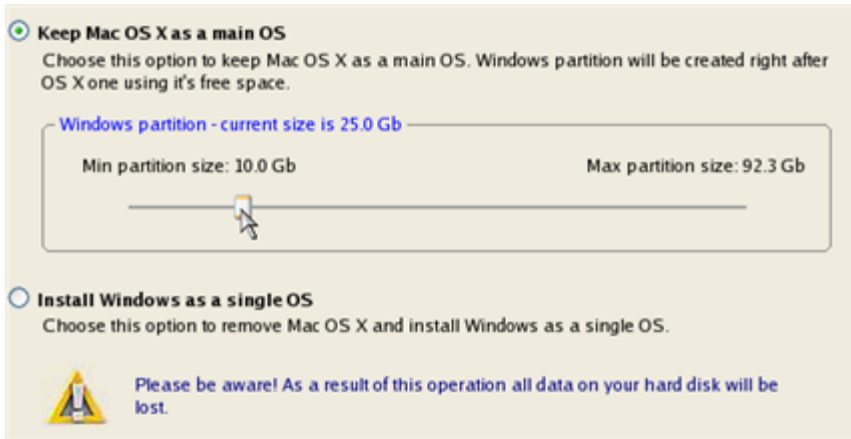 Keep Mac OS X as a main OS
Choose this option to keep Mac OS X as a main OS. Windows partition will be created right after
OS X one using it's free space.
Windows partition - current size is 25.0 Gb
Min partition size: 10.0 Gb
Max partition size: 92.3 Gb
Install Windows as a single OS
Choose this option to remove Mac OS X and install Windows as a single OS.
Please be aware! As a result of this operation all data on your hard disk will be
lost.